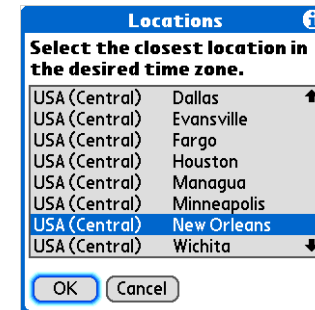 Locations
Select the closest location in
the desired time zone.
USA (Central) Dallas
USA (Central) Evansville
USA (Central) Fargo
USA (Central) Houston
USA (Central) Managua
USA (Central) Minneapolis
USA (Central) New Orleans
USA (Central) Wichita
OK Cancel